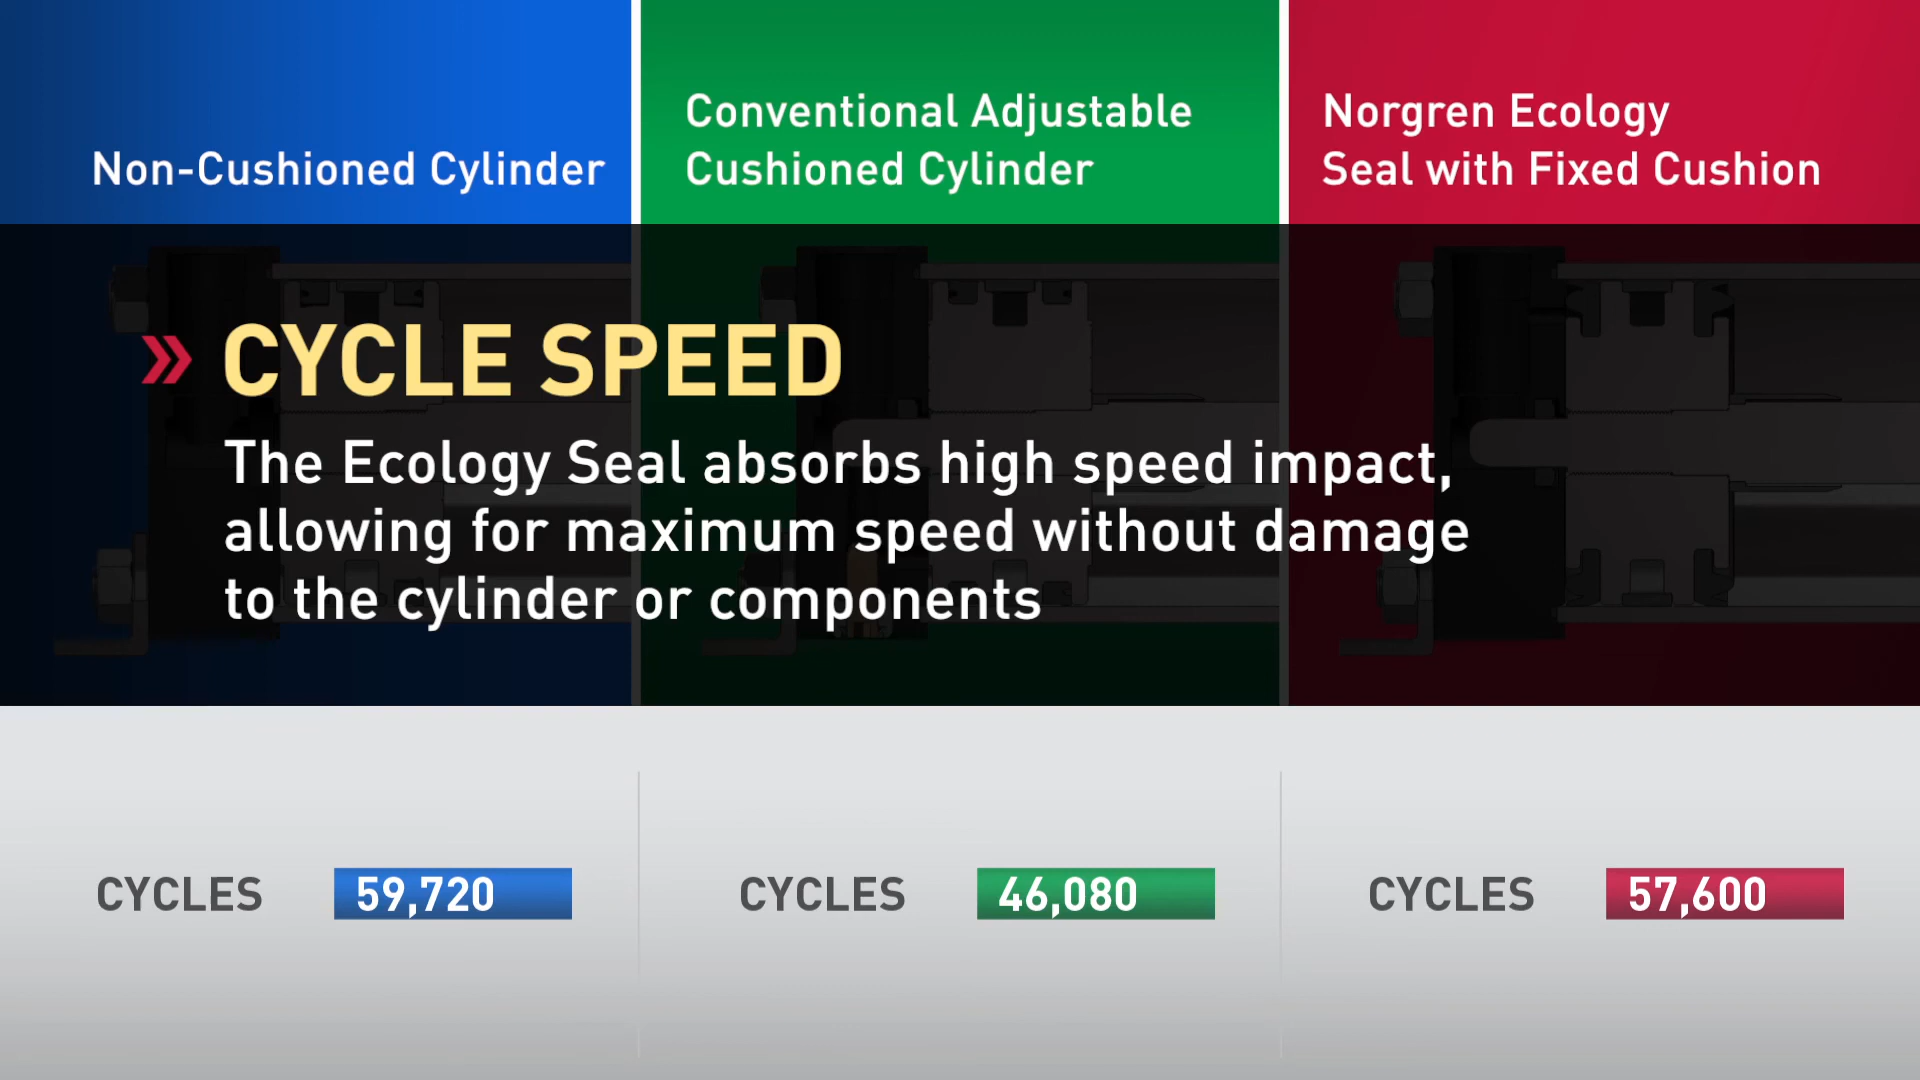 Non-Cushioned Cylinder
Conventional Adjustable
Cushioned Cylinder
Norgren Ecology
Seal with Fixed Cushion
» CYCLE SPEED
The Ecology Seal absorbs high speed impact,
allowing for maximum speed without damage
to the cylinder or components
CYCLES 59,720
CYCLES 46,080
CYCLES 57,600